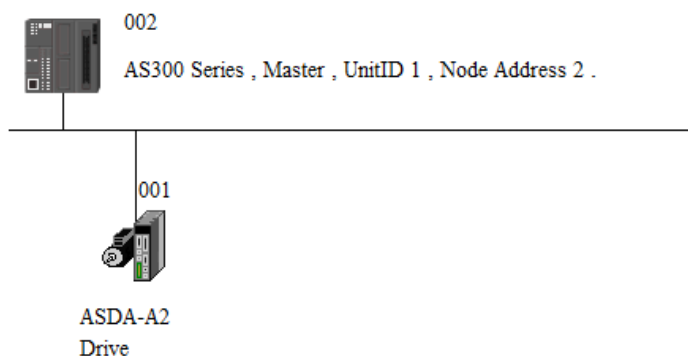 002
AS300 Series , Master , UnitID 1 , Node Address 2 .
001
ASDA-A2
Drive